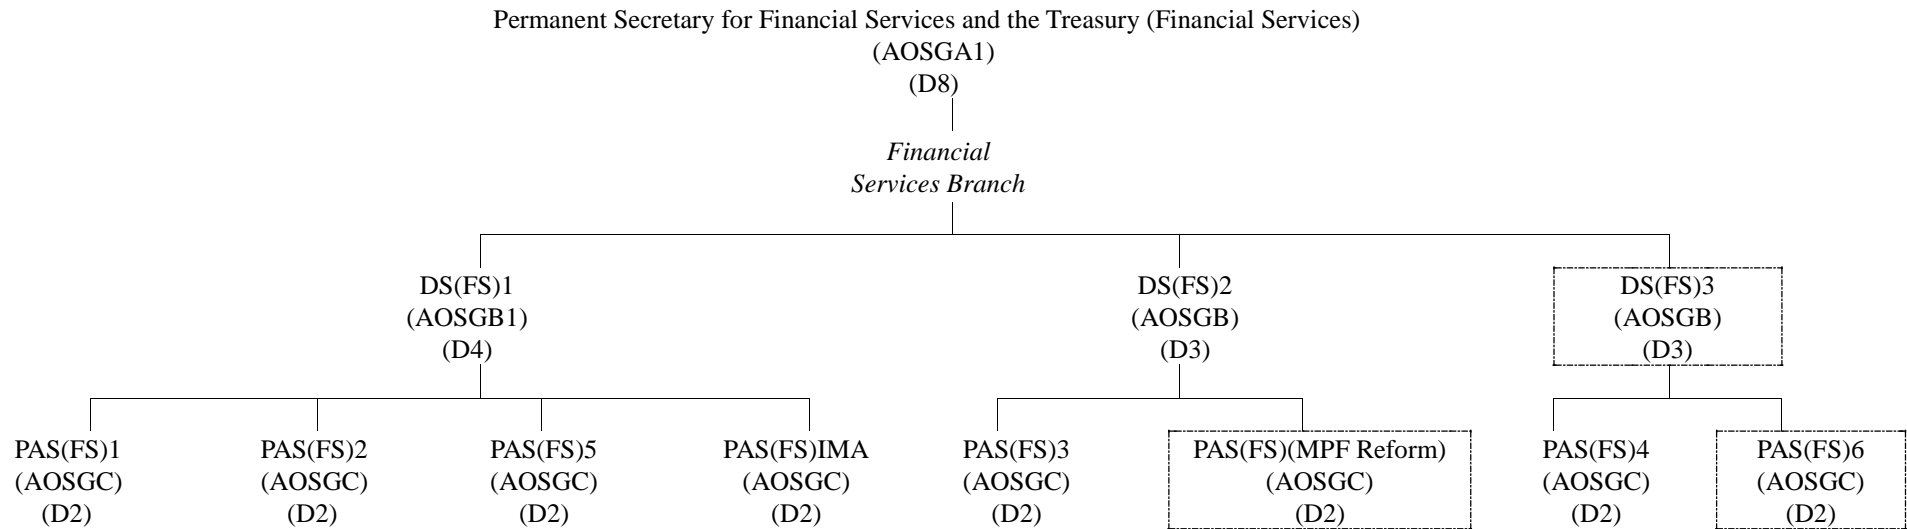 Permanent Secretary for Financial Services and the Treasury (Financial Services)
(AOSGA1)
(D8)
Financial
Services Branch
DS(FS)1
(AOSGB1)
(D4)
DS(FS)2
(AOSGB)
(D3)
DS(FS)3
(AOSGB)
(D3)
PAS(FS)1
(AOSGC)
(D2)
PAS(FS)2
(AOSGC)
(D2)
PAS(FS)5
(AOSGC)
(D2)
PAS(FS)IMA
(AOSGC)
(D2)
PAS(FS)3
(AOSGC)
(D2)
PAS(FS)(MPF Reform)
(AOSGC)
(D2)
PAS(FS)4
(AOSGC)
(D2)
PAS(FS)6
(AOSGC)
(D2)